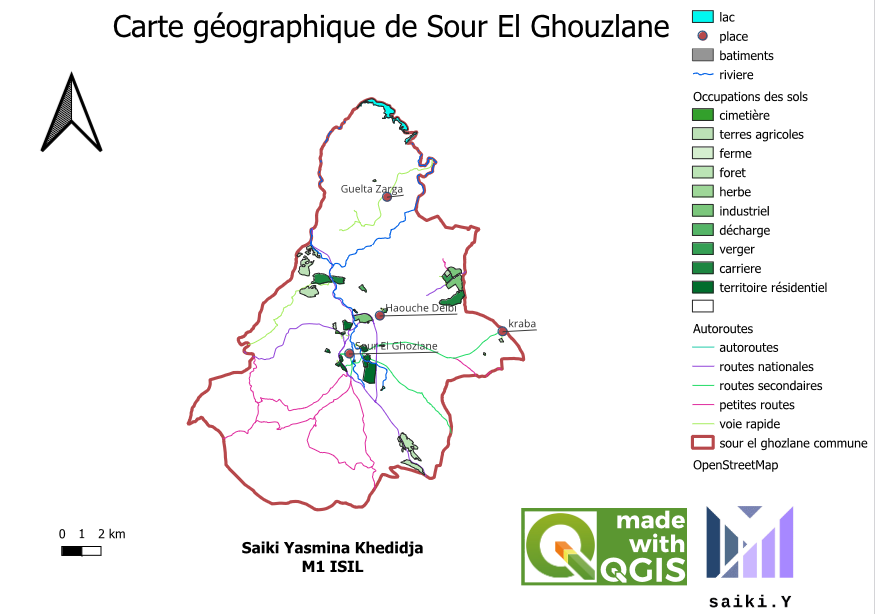 Carte géographique de Sour El Ghouzlane
lac
place
batiments
riviere
Occupations des sols
cimetière
terres agricoles
ferme
foret
herbe
industriel
décharge
verger
carriere
territoire résidentiel
Autoroutes
autoroutes
routes nationales
routes secondaires
petites routes
voie rapide
sour el ghozlane commune
OpenStreetMap
Guelta Zarga
Haouche Delbi
kraba
Sour El Ghozlane
0 1 2 km
Saiki Yasmina Khedidja
M1 ISIL
made
with
QGIS
saiki.Y